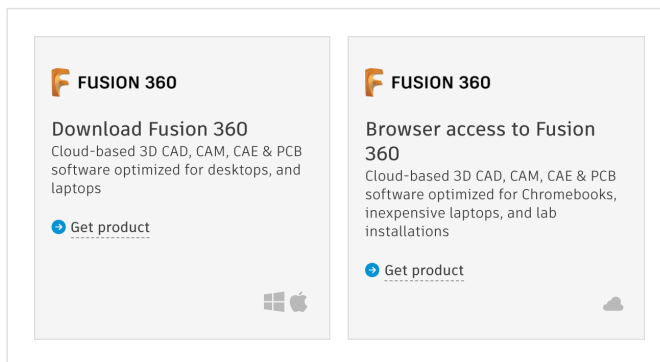 FUSION 360
Download Fusion 360
Cloud-based 3D CAD, CAM, CAE & PCB
software optimized for desktops, and
laptops
Get product
FUSION 360
Browser access to Fusion
360
Cloud-based 3D CAD, CAM, CAE & PCB
software optimized for Chromebooks,
inexpensive laptops, and lab
installations
Get product